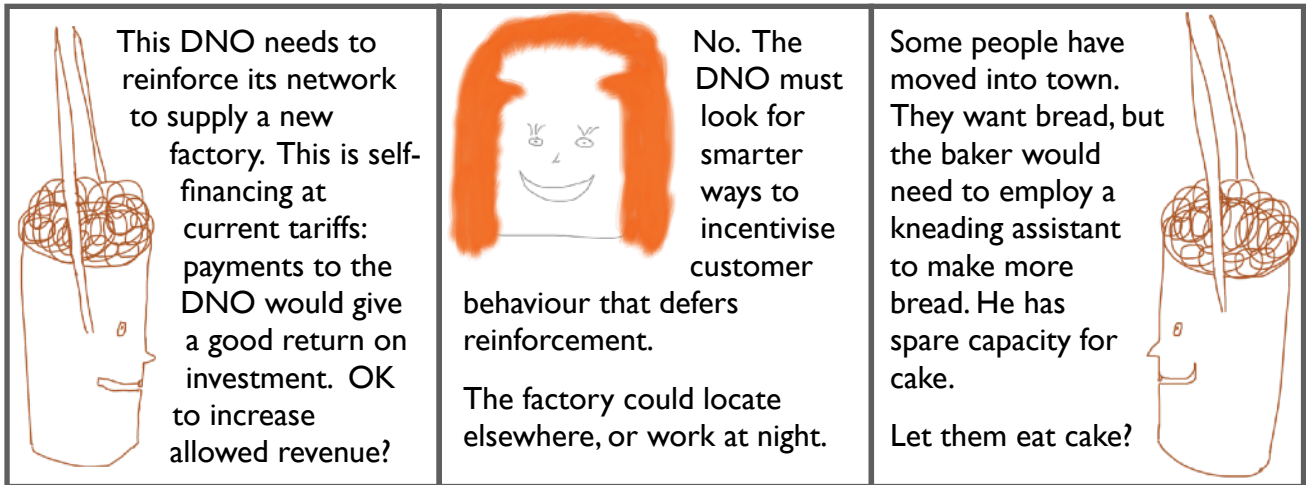 This DNO needs to
reinforce its network
to supply a new
factory. This is self-
financing at
current tariffs:
payments to the
DNO would give
a good return on
investment. OK
to increase
allowed revenue?
No. The
DNO must
look for
smarter
ways to
incentivise
customer
behaviour that defers
reinforcement.
The factory could locate
elsewhere, or work at night.
Some people have
moved into town.
They want bread, but
the baker would
need to employ a
kneading assistant
to make more
bread. He has
spare capacity for
cake.
Let them eat cake?